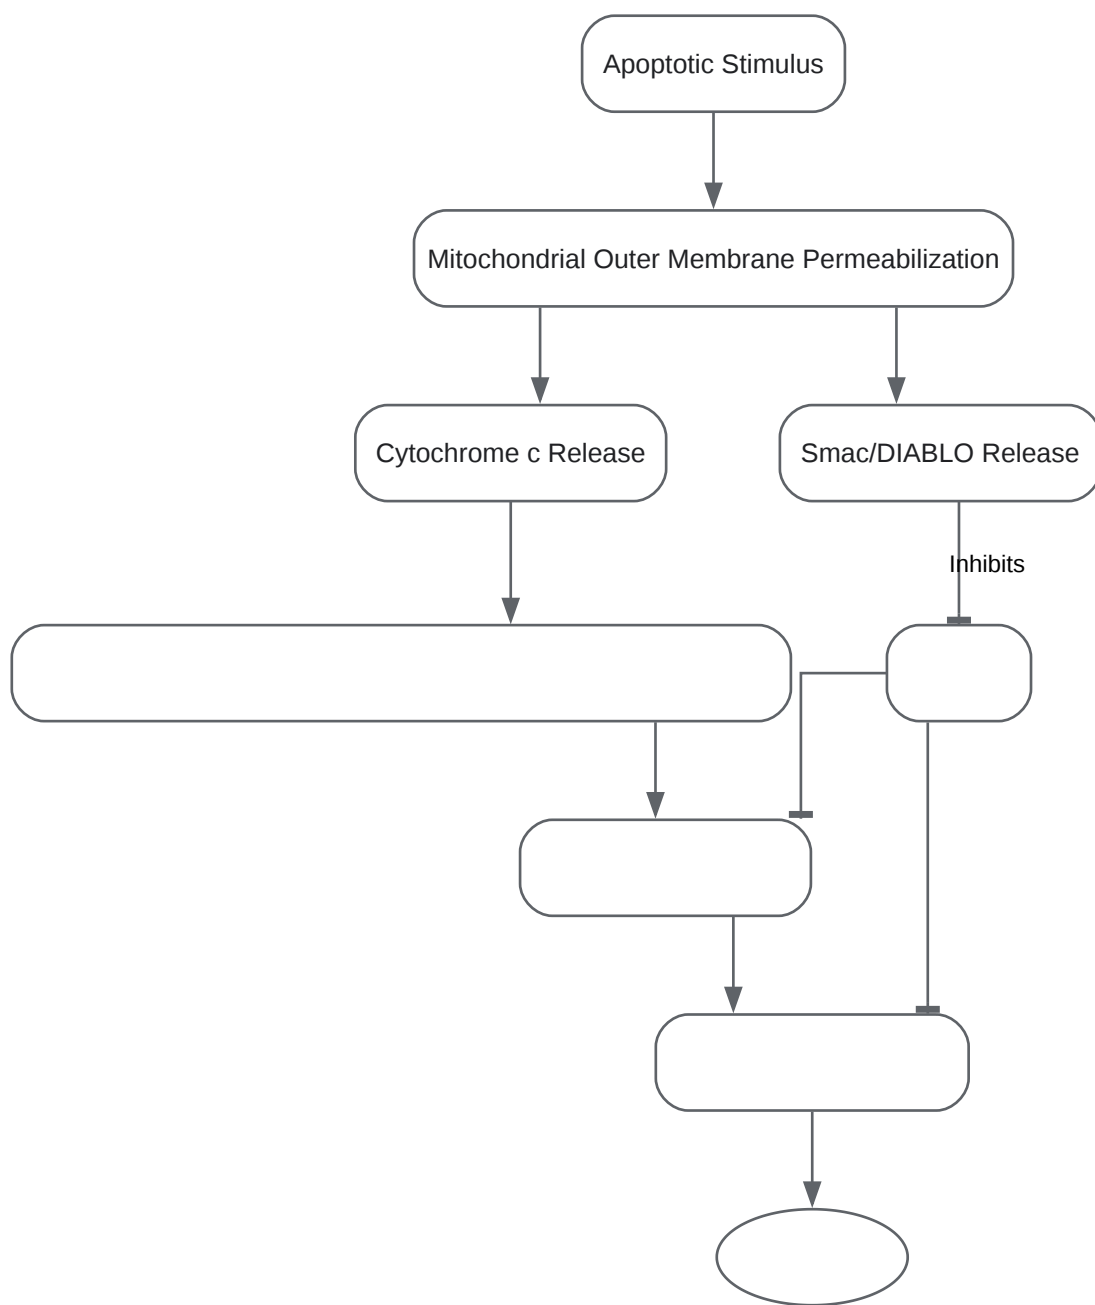 Apoptotic Stimulus
Mitochondrial Outer Membrane Permeabilization
Cytochrome c Release
Smac/DIABLO Release
Inhibits